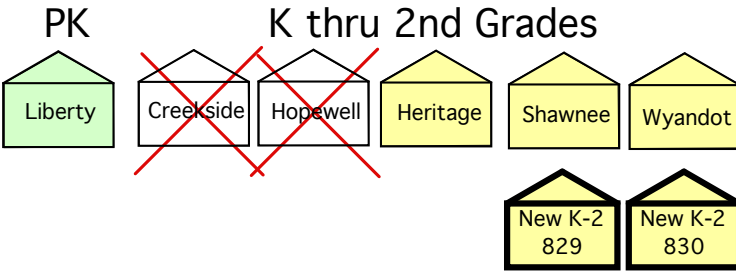 PK
K thru 2nd Grades
Liberty
Creekside
Hopewell
Heritage
Shawnee
Wyandot
New K-2
829
New K-2
830